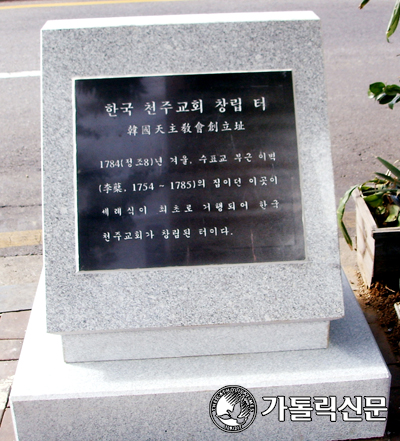 한국 천주교회 창립 터
韓國天主敎會創立址
1784(정조8)년 겨울, 수표교 부근 이벽
(李蘗, 1754 ~ 1785)의 집이던 이곳이
세례식이 최초로 거행되어 한국
천주교회가 창립된 터이다.
가톨릭신문